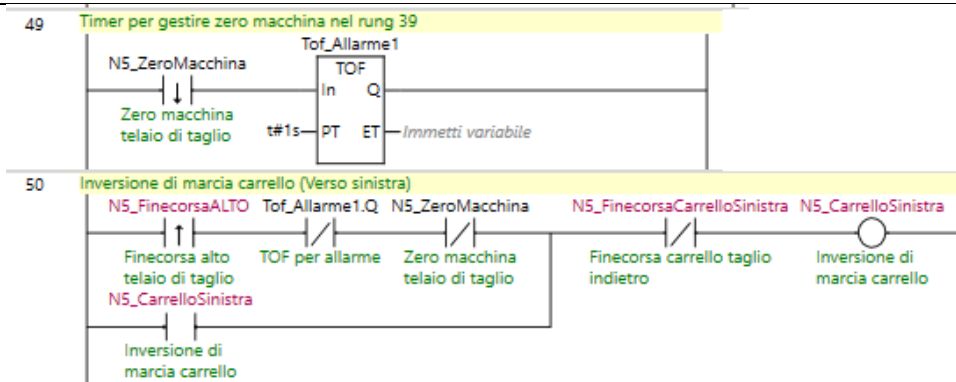 49
Timer per gestire zero macchina nel rung 39
Tof_Allarme1
N5_ZeroMacchina
TOF
In Q
Zero macchina
telaio di taglio
t#1s PT ET Immetti variabile
50
Inversione di marcia carrello (Verso sinistra)
N5_FinecorsaALTO Tof_Allarme1.Q N5_ZeroMacchina N5_FinecorsaCarrelloSinistra N5_CarrelloSinistra
Finecorsa alto TOF per allarme Zero macchina Finecorsa carrello taglio Inversione di
telaio di taglio telaio di taglio indietro marcia carrello
N5_CarrelloSinistra
Inversione di
marcia carrello